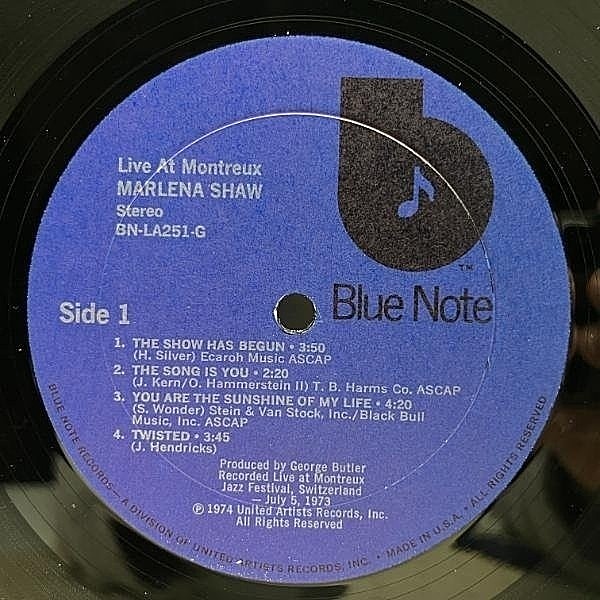 Live At Montreux
MARLENA SHAW
Stereo
BN-LA251-G
Side 1
TM
Blue Note
1. THE SHOW HAS BEGUN • 3:50
(H. Silver) Ecaroh Music ASCAP
2. THE SONG IS YOU • 2:20
(J. Kern/O. Hammerstein II) T. B. Harms Co. ASCAP
3. YOU ARE THE SUNSHINE OF MY LIFE • 4:20
(S. Wonder) Stein & Van Stock, Inc./Black Bull
Music, Inc. ASCAP
4. TWISTED • 3:45
(J. Hendricks)
Produced by George Butler
Recorded Live at Montreux
Jazz Festival, Switzerland
— July 5, 1973
℗ 1974 United Artists Records, Inc.
All Rights Reserved
BLUE NOTE RECORDS — A DIVISION OF UNITED ARTISTS RECORDS, INC. • MADE IN U.S.A. • ALL RIGHTS RESERVED